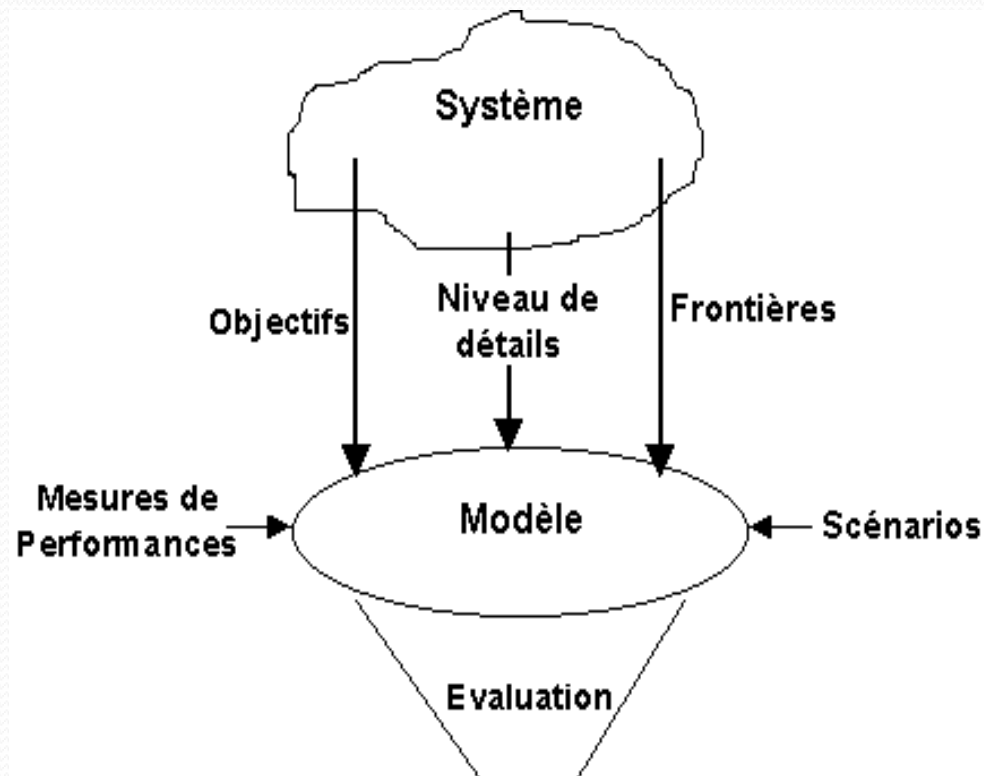 Système
Objectifs
Niveau de
détails
Frontières
Mesures de
Performances
Modèle
Scénarios
Evaluation